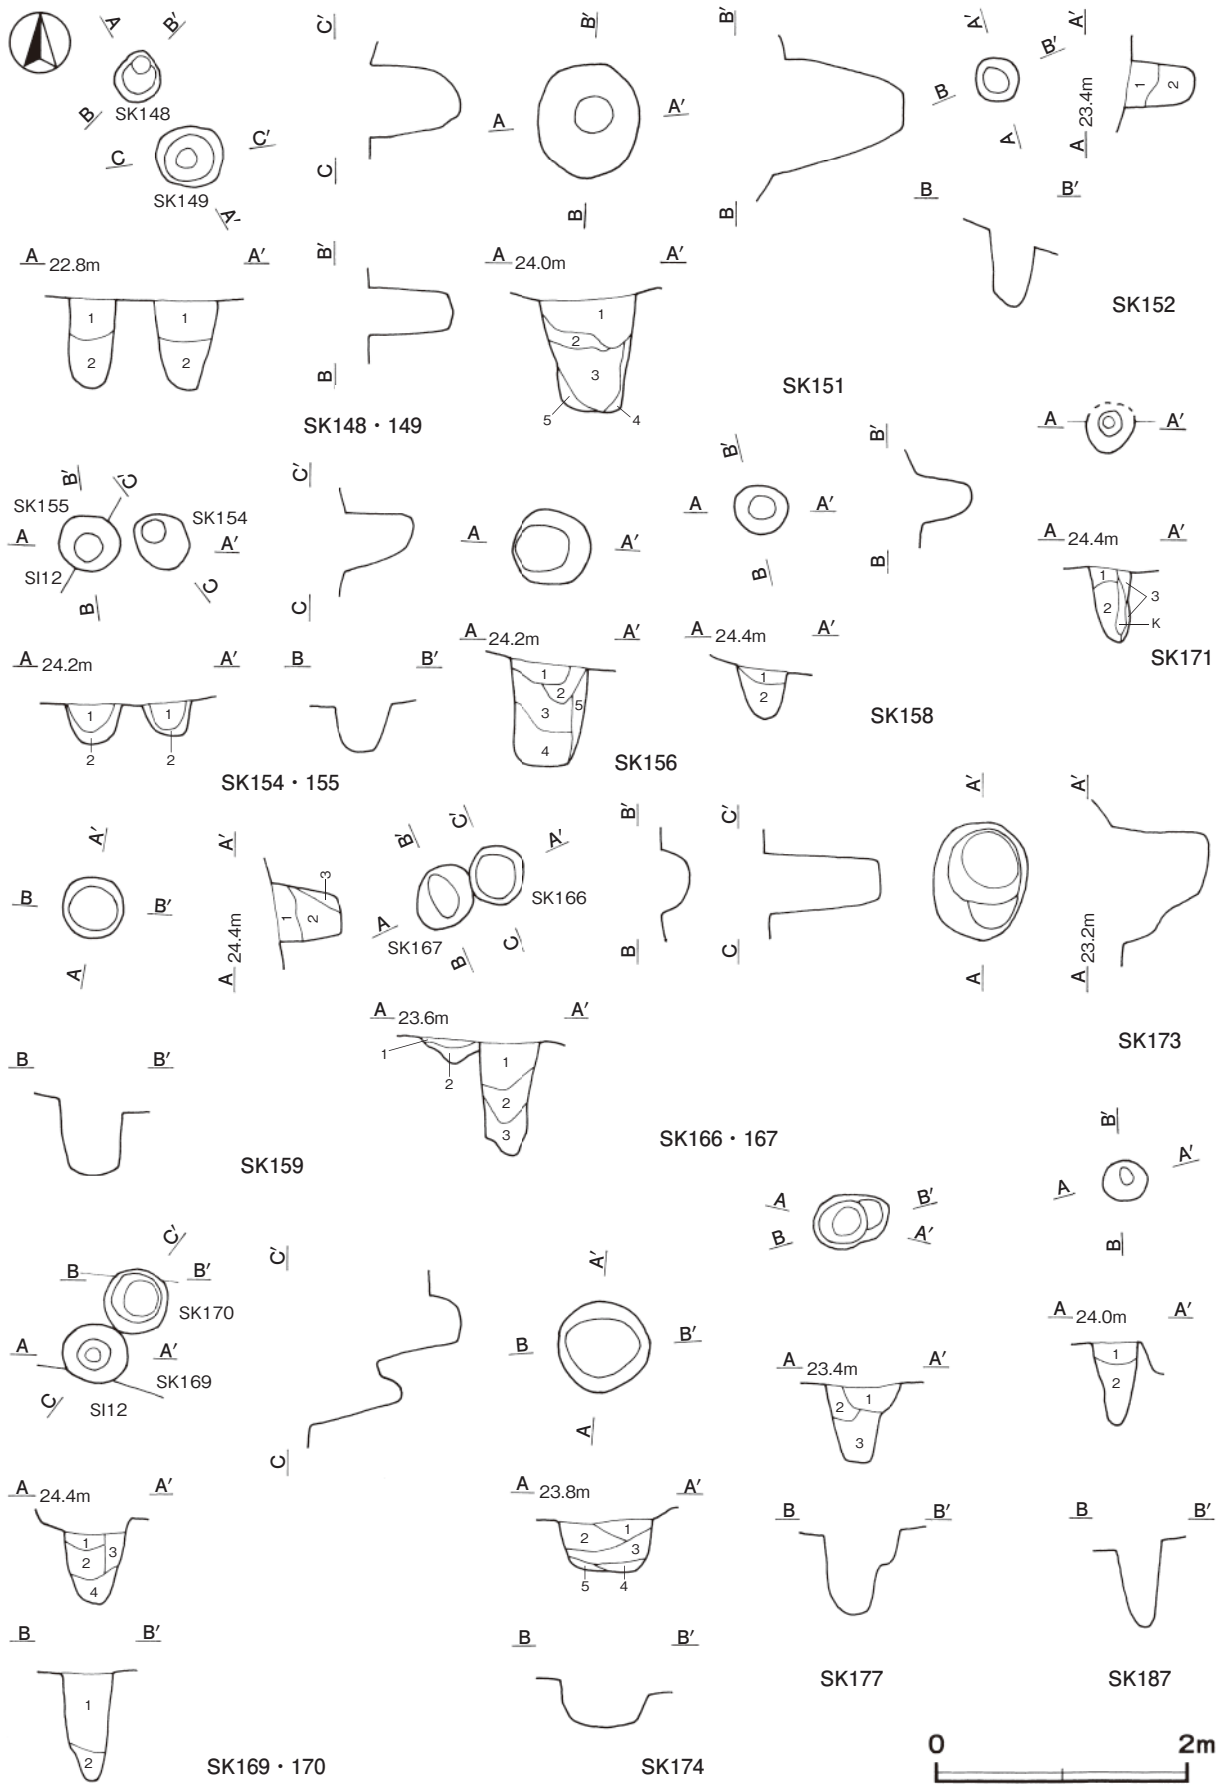 A B′
B
SK148
C C′
SK149
A′
C′
C
A 22.8m A′
1 1
2 2
B′
B
SK148・149
B′
A A′
B
A 24.0m A′
1
2
3
5 4
B′
B
SK151
A′
B B′
A
A′
A 23.4m
1 2
B B′
SK152
B′ C′
SK155 SK154
A A′
SI12
B C
C′
C
A 24.2m A′
1 1
2 2
B B′
SK154・155
A A′
A 24.2m A′
1
2
3 5
4
SK156
B′
A A′
B
B′
B
A 24.4m A′
1
2
SK158
A A′
A 24.4m A′
1
2 3
K
SK171
A′
B B′
A
A′
A 24.4m
1 2 3
B B′
SK159
B′ C′ A′
SK166
A SK167
B C
B′
B
C′
C
A 23.6m A′
1 1
2 2
3
SK166・167
A′
A
A′
A 23.2m
SK173
C′
B B′
SK170
A A′
SK169
C SI12
C′
C
A 24.4m A′
1
2 3
4
B B′
1
2
SK169・170
A′
B B′
A
A 23.8m A′
1
2
3
5 4
B B′
SK174
A B′
B A′
A 23.4m A′
2 1
3
B B′
SK177
B′
A A′
B
A 24.0m A′
1
2
B B′
SK187
0 2m